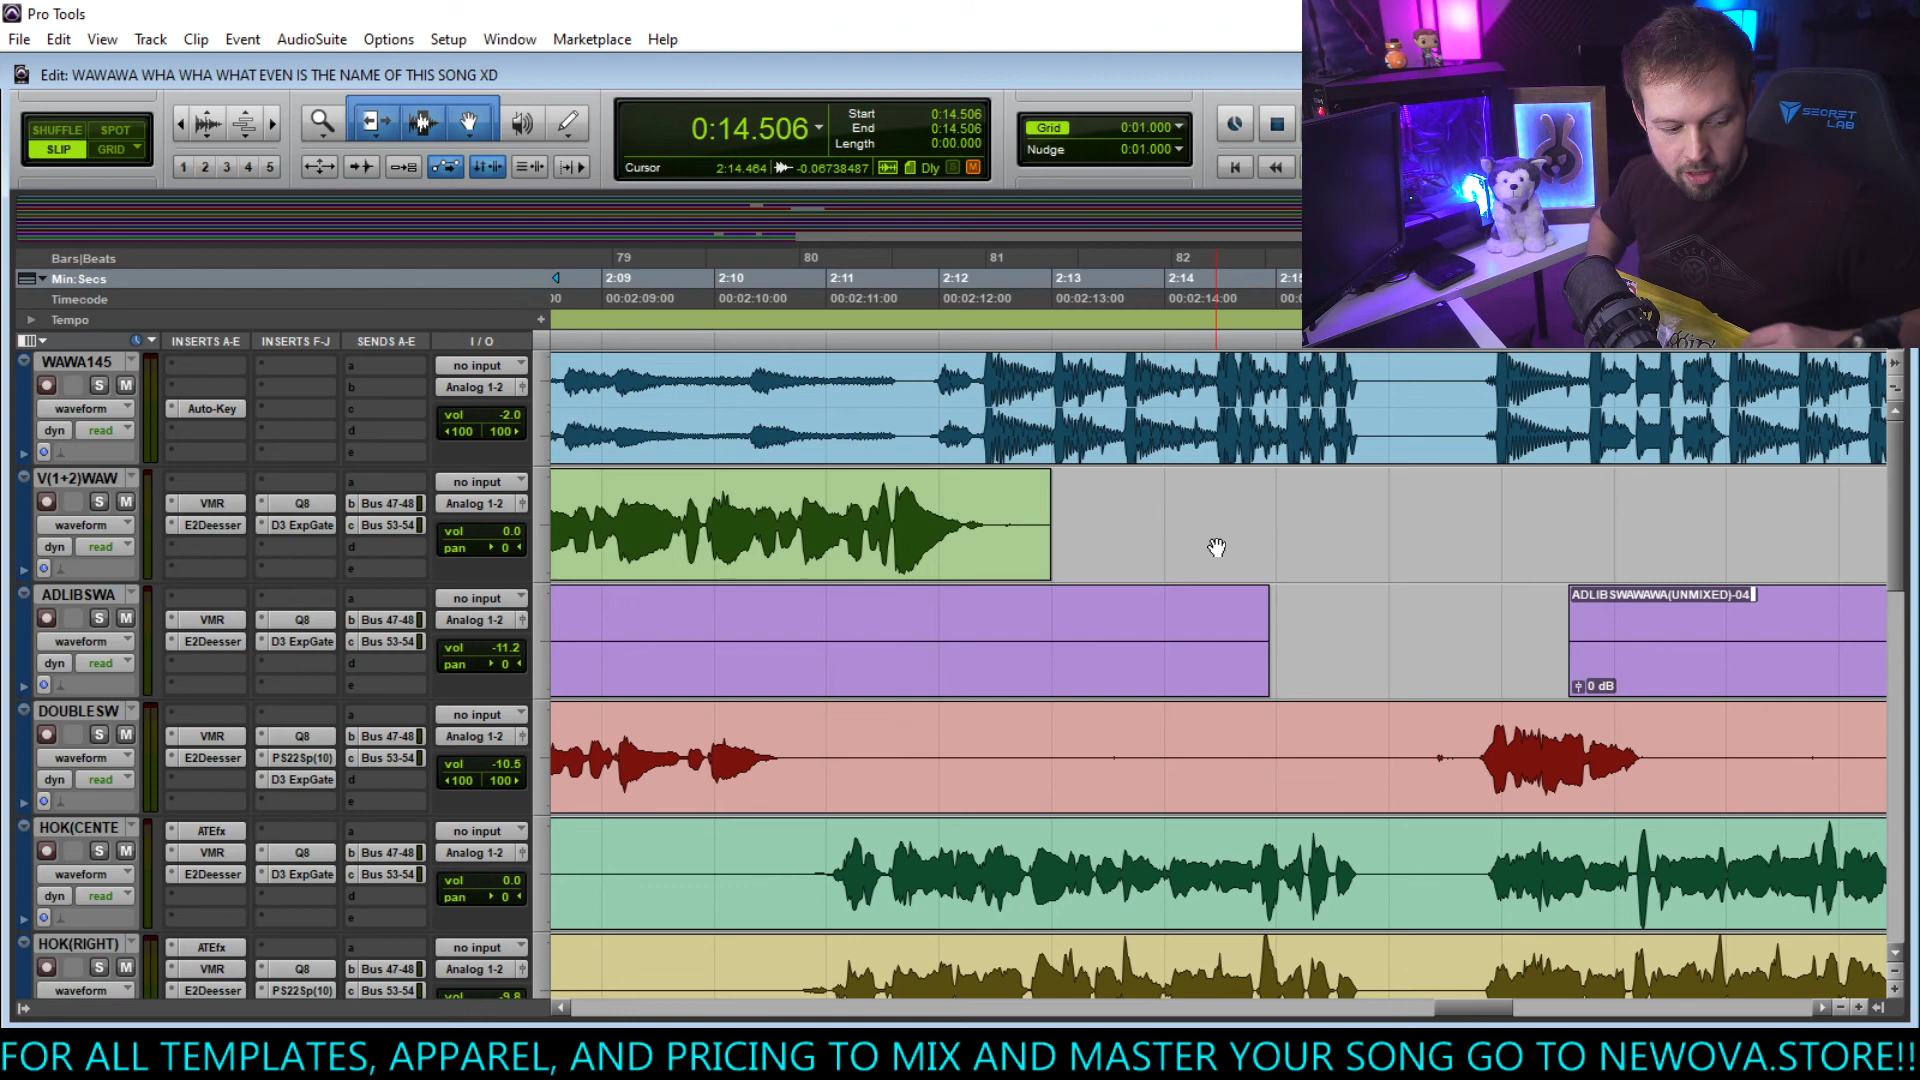 Pro Tools
File Edit View Track Clip Event AudioSuite Options Setup Window Marketplace Help
Edit: WAWAWA WHA WHA WHAT EVEN IS THE NAME OF THIS SONG XD
SHUFFLE SPOT
SLIP GRID
1 2 3 4 5
0:14.506
Start 0:14.506
End 0:14.506
Length 0:00.000
Cursor 2:14.464 -0.06738487 Dly
Grid 0:01.000
Nudge 0:01.000
SECRET
LAB
Bars|Beats 79 80 81 82
Min:Secs 2:09 2:10 2:11 2:12 2:13 2:14 2:15
Timecode 00:02:09:00 00:02:10:00 00:02:11:00 00:02:12:00 00:02:13:00 00:02:14:00
Tempo
INSERTS A-E INSERTS F-J SENDS A-E I / O
WAWA145 a no input
S M b Analog 1-2
waveform Auto-Key c vol -2.0
dyn read d 100 100
e
V(1+2)WAW a no input
S M VMR Q8 b Bus 47-48 Analog 1-2
waveform E2Deesser D3 ExpGate c Bus 53-54 vol 0.0
dyn read d pan 0
e
ADLIBSWA a no input ADLIBSWAWAWA(UNMIXED)-04
S M VMR Q8 b Bus 47-48 Analog 1-2
waveform E2Deesser D3 ExpGate c Bus 53-54 vol -11.2
dyn read d pan 0
e 0 dB
DOUBLESW a no input
S M VMR Q8 b Bus 47-48 Analog 1-2
waveform E2Deesser PS22Sp(10) c Bus 53-54 vol -10.5
dyn read D3 ExpGate d 100 100
e
HOK(CENTE ATEfx a no input
S M VMR Q8 b Bus 47-48 Analog 1-2
waveform E2Deesser D3 ExpGate c Bus 53-54 vol 0.0
dyn read d pan 0
e
HOK(RIGHT) ATEfx a no input
S M VMR Q8 b Bus 47-48 Analog 1-2
waveform E2Deesser PS22Sp(10) c Bus 53-54 vol -9.8
FOR ALL TEMPLATES, APPAREL, AND PRICING TO MIX AND MASTER YOUR SONG GO TO NEWOVA.STORE!!